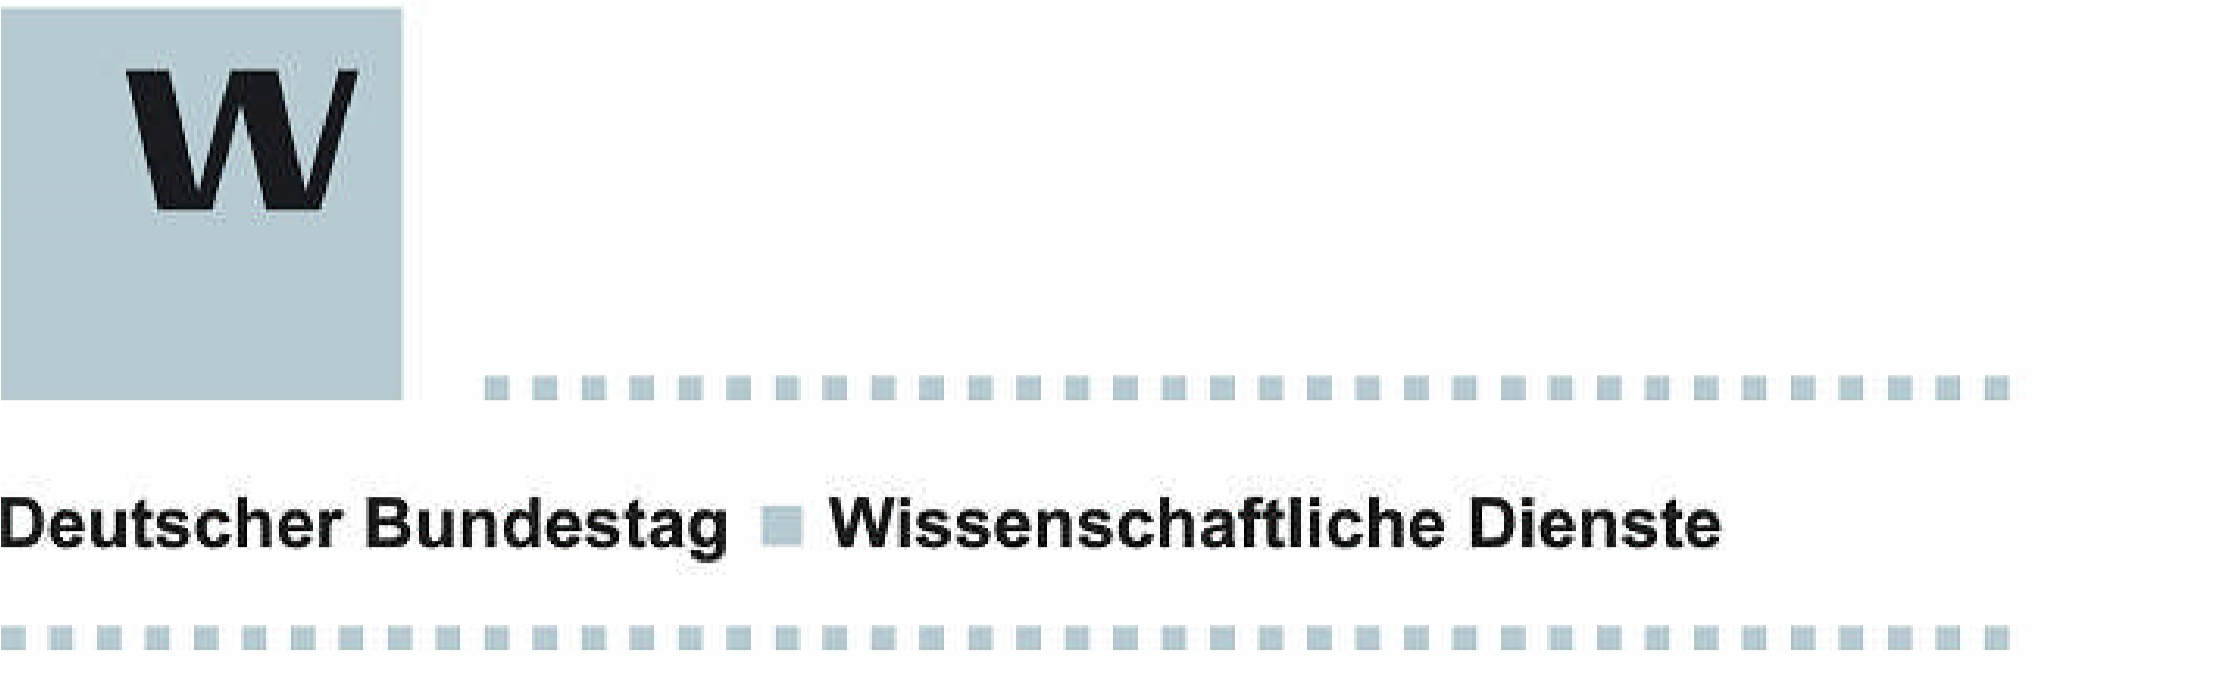 W
Deutscher Bundestag ■ Wissenschaftliche Dienste